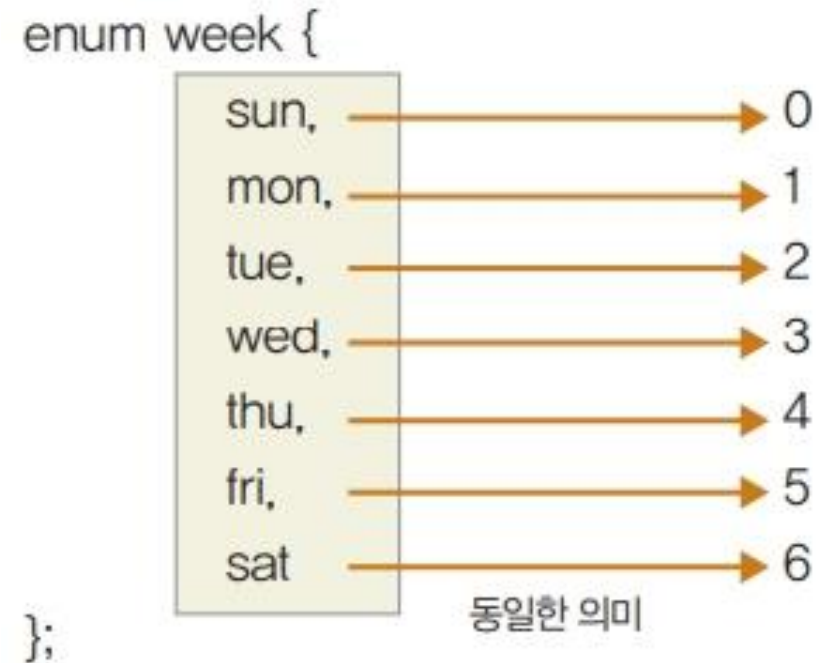 enum week {
sun, 0
mon, 1
tue, 2
wed, 3
thu, 4
fri, 5
sat 6
동일한 의미
};